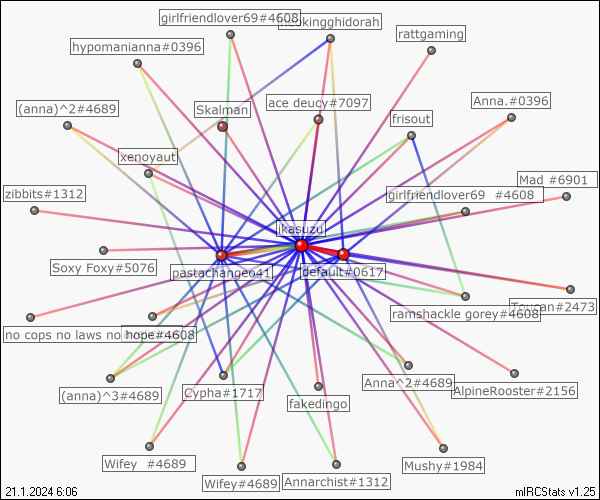 girlfriendlover69#4608
neokingghidorah
rattgaming
hypomanianna#0396
(anna)^2#4689
Skalman
ace deucy#7097
Anna.#0396
frisout
xenoyaut
Mad #6901
zibbits#1312
girlfriendlover69 #4608
ikasuzu
Soxy Foxy#5076
pastachange641
default#0617
Toucan#2473
ramshackle gorey#4608
no cops no laws no hope#4608
(anna)^3#4689
Cypha#1717
Anna^2#4689
AlpineRooster#2156
fakedingo
Wifey #4689
Wifey#4689
Annarchist#1312
Mushy#1984
21.1.2024 6:06
mIRCStats v1.25